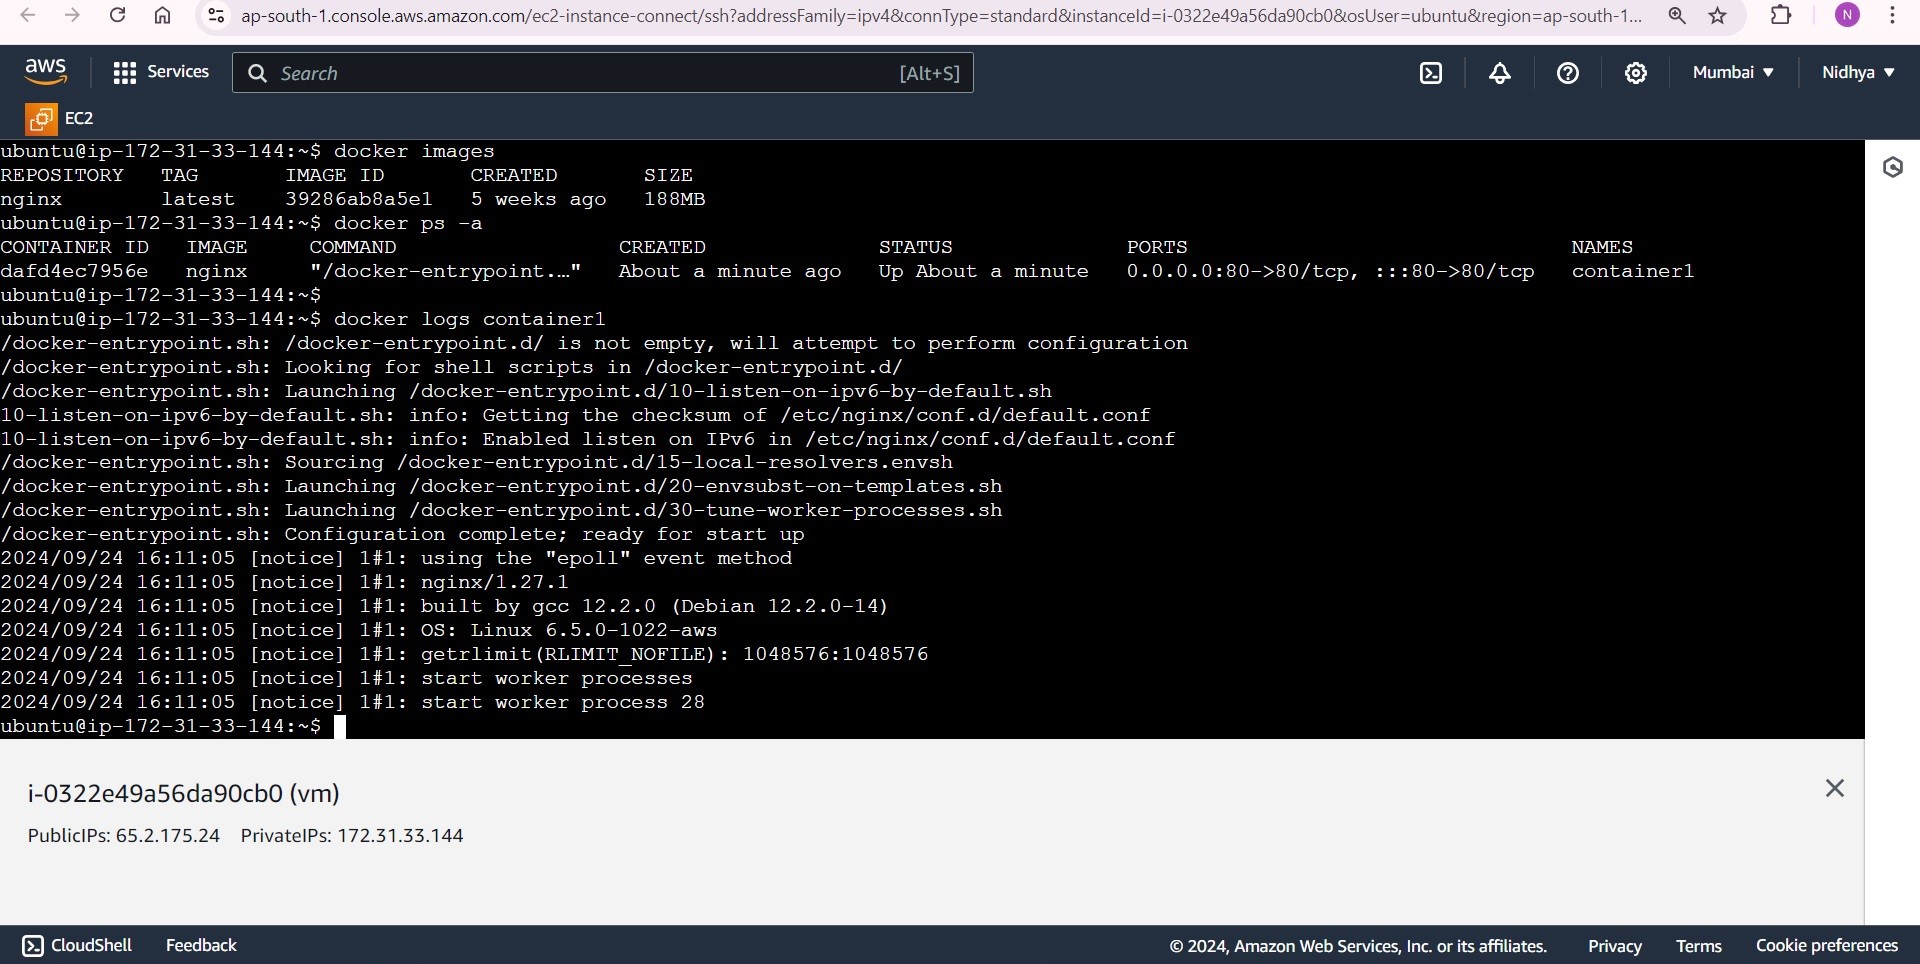 ap-south-1.console.aws.amazon.com/ec2-instance-connect/ssh?addressFamily=ipv4&connType=standard&instanceId=i-0322e49a56da90cb0&osUser=ubuntu&region=ap-south-1... N
aws Services Search [Alt+S] Mumbai ▼ Nidhya ▼
EC2
ubuntu@ip-172-31-33-144:~$ docker images
REPOSITORY TAG IMAGE ID CREATED SIZE
nginx latest 39286ab8a5e1 5 weeks ago 188MB
ubuntu@ip-172-31-33-144:~$ docker ps -a
CONTAINER ID IMAGE COMMAND CREATED STATUS PORTS NAMES
dafd4ec7956e nginx "/docker-entrypoint.…" About a minute ago Up About a minute 0.0.0.0:80->80/tcp, :::80->80/tcp container1
ubuntu@ip-172-31-33-144:~$
ubuntu@ip-172-31-33-144:~$ docker logs container1
/docker-entrypoint.sh: /docker-entrypoint.d/ is not empty, will attempt to perform configuration
/docker-entrypoint.sh: Looking for shell scripts in /docker-entrypoint.d/
/docker-entrypoint.sh: Launching /docker-entrypoint.d/10-listen-on-ipv6-by-default.sh
10-listen-on-ipv6-by-default.sh: info: Getting the checksum of /etc/nginx/conf.d/default.conf
10-listen-on-ipv6-by-default.sh: info: Enabled listen on IPv6 in /etc/nginx/conf.d/default.conf
/docker-entrypoint.sh: Sourcing /docker-entrypoint.d/15-local-resolvers.envsh
/docker-entrypoint.sh: Launching /docker-entrypoint.d/20-envsubst-on-templates.sh
/docker-entrypoint.sh: Launching /docker-entrypoint.d/30-tune-worker-processes.sh
/docker-entrypoint.sh: Configuration complete; ready for start up
2024/09/24 16:11:05 [notice] 1#1: using the "epoll" event method
2024/09/24 16:11:05 [notice] 1#1: nginx/1.27.1
2024/09/24 16:11:05 [notice] 1#1: built by gcc 12.2.0 (Debian 12.2.0-14)
2024/09/24 16:11:05 [notice] 1#1: OS: Linux 6.5.0-1022-aws
2024/09/24 16:11:05 [notice] 1#1: getrlimit(RLIMIT_NOFILE): 1048576:1048576
2024/09/24 16:11:05 [notice] 1#1: start worker processes
2024/09/24 16:11:05 [notice] 1#1: start worker process 28
ubuntu@ip-172-31-33-144:~$
i-0322e49a56da90cb0 (vm)
PublicIPs: 65.2.175.24 PrivateIPs: 172.31.33.144
CloudShell Feedback © 2024, Amazon Web Services, Inc. or its affiliates. Privacy Terms Cookie preferences